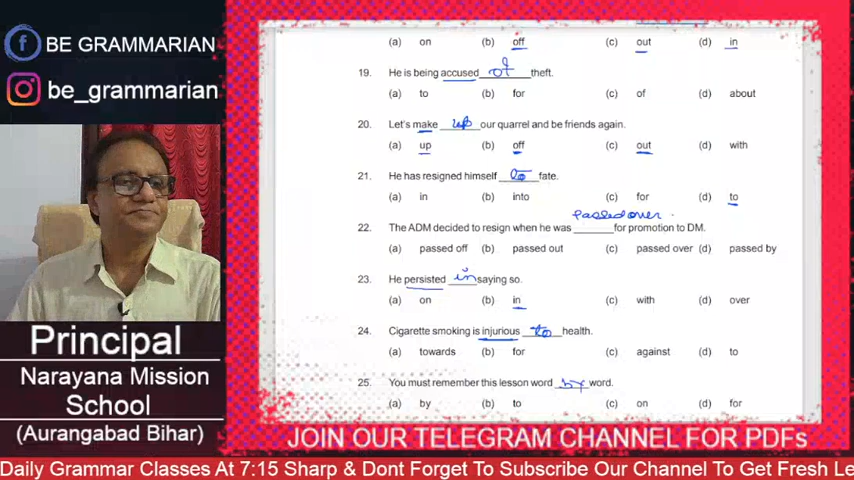 BE GRAMMARIAN
be_grammarian
Principal
Narayana Mission
School
(Aurangabad Bihar)
(a) on (b) off (c) out (d) in
19. He is being accused of theft.
(a) to (b) for (c) of (d) about
20. Let's make up our quarrel and be friends again.
(a) up (b) off (c) out (d) with
21. He has resigned himself to fate.
(a) in (b) into (c) for (d) to
passed over
22. The ADM decided to resign when he was ______ for promotion to DM.
(a) passed off (b) passed out (c) passed over (d) passed by
23. He persisted in saying so.
(a) on (b) in (c) with (d) over
24. Cigarette smoking is injurious to health.
(a) towards (b) for (c) against (d) to
25. You must remember this lesson word by word.
(a) by (b) to (c) on (d) for
JOIN OUR TELEGRAM CHANNEL FOR PDFs
Daily Grammar Classes At 7:15 Sharp & Dont Forget To Subscribe Our Channel To Get Fresh Le